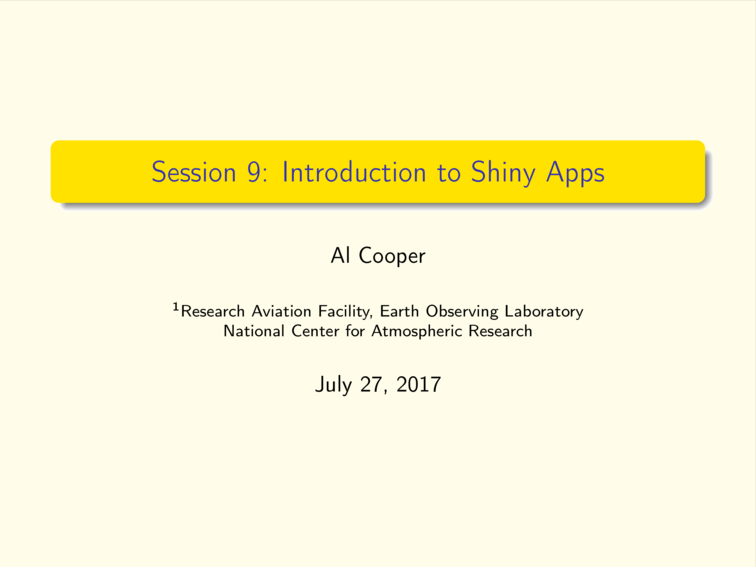 Session 9: Introduction to Shiny Apps
Al Cooper
¹Research Aviation Facility, Earth Observing Laboratory
National Center for Atmospheric Research
July 27, 2017